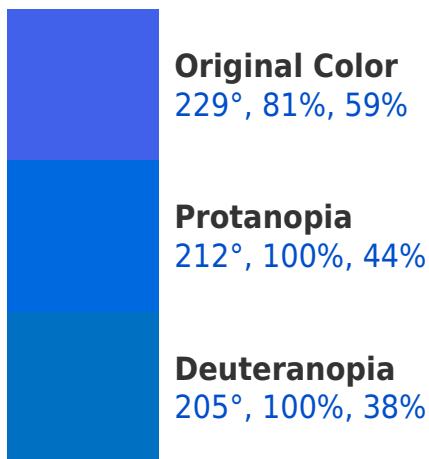 Original Color
229°, 81%, 59%
Protanopia
212°, 100%, 44%
Deuteranopia
205°, 100%, 38%